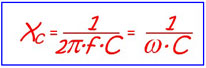 X_C = 1/(2π·f·C) = 1/(ω·C)